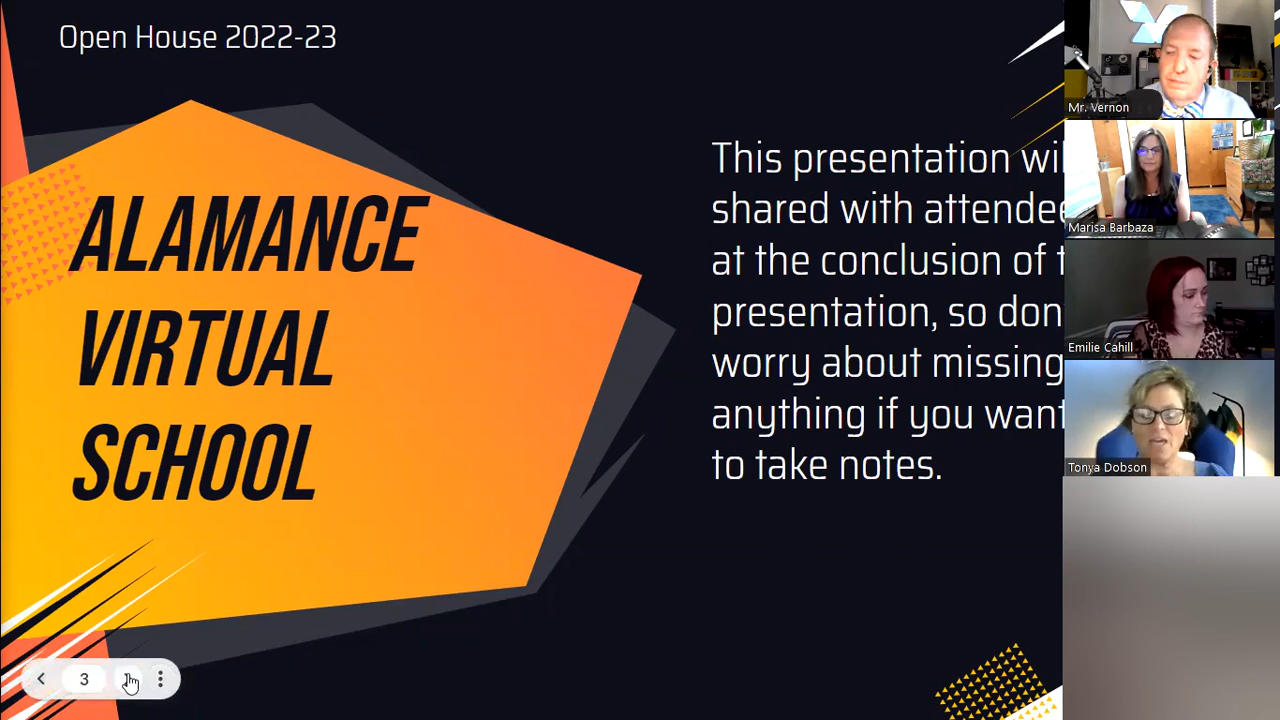 Open House 2022-23
ALAMANCE
VIRTUAL
SCHOOL
This presentation wil
shared with attendee
at the conclusion of t
presentation, so don
worry about missing
anything if you want
to take notes.
Mr. Vernon
Marisa Barbaza
Emilie Cahill
Tonya Dobson
3